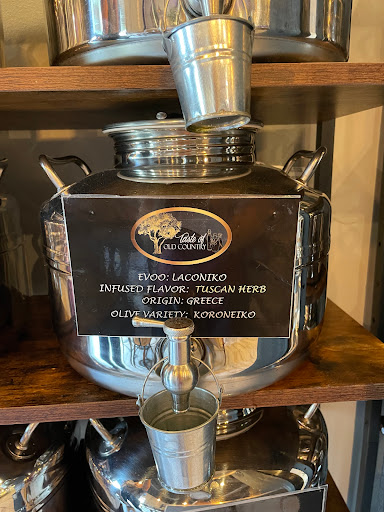 taste of
OLD COUNTRY
EVOO: LACONIKO
INFUSED FLAVOR: TUSCAN HERB
ORIGIN: GREECE
OLIVE VARIETY: KORONEIKO